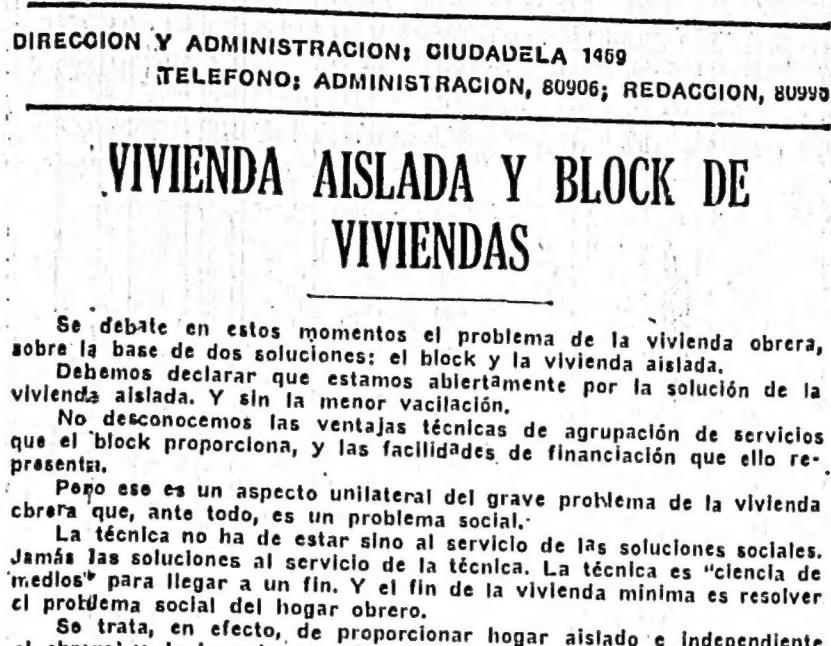 DIRECCION Y ADMINISTRACION; CIUDADELA 1469
TELEFONO; ADMINISTRACION, 80906; REDACCION, 80995
VIVIENDA AISLADA Y BLOCK DE
VIVIENDAS
Se debate en estos momentos el problema de la vivienda obrera,
sobre la base de dos soluciones: el block y la vivienda aislada.
Debemos declarar que estamos abiertamente por la solución de la
vivienda aislada. Y sin la menor vacilación.
No desconocemos las ventajas técnicas de agrupación de servicios
que el block proporciona, y las facilidades de financiación que ello re-
presenta.
Pero ese es un aspecto unilateral del grave problema de la vivienda
obrera que, ante todo, es un problema social.
La técnica no ha de estar sino al servicio de las soluciones sociales.
Jamás las soluciones al servicio de la técnica. La técnica es "ciencia de
medios" para llegar a un fin. Y el fin de la vivienda mínima es resolver
el problema social del hogar obrero.
Se trata, en efecto, de proporcionar hogar aislado e independiente